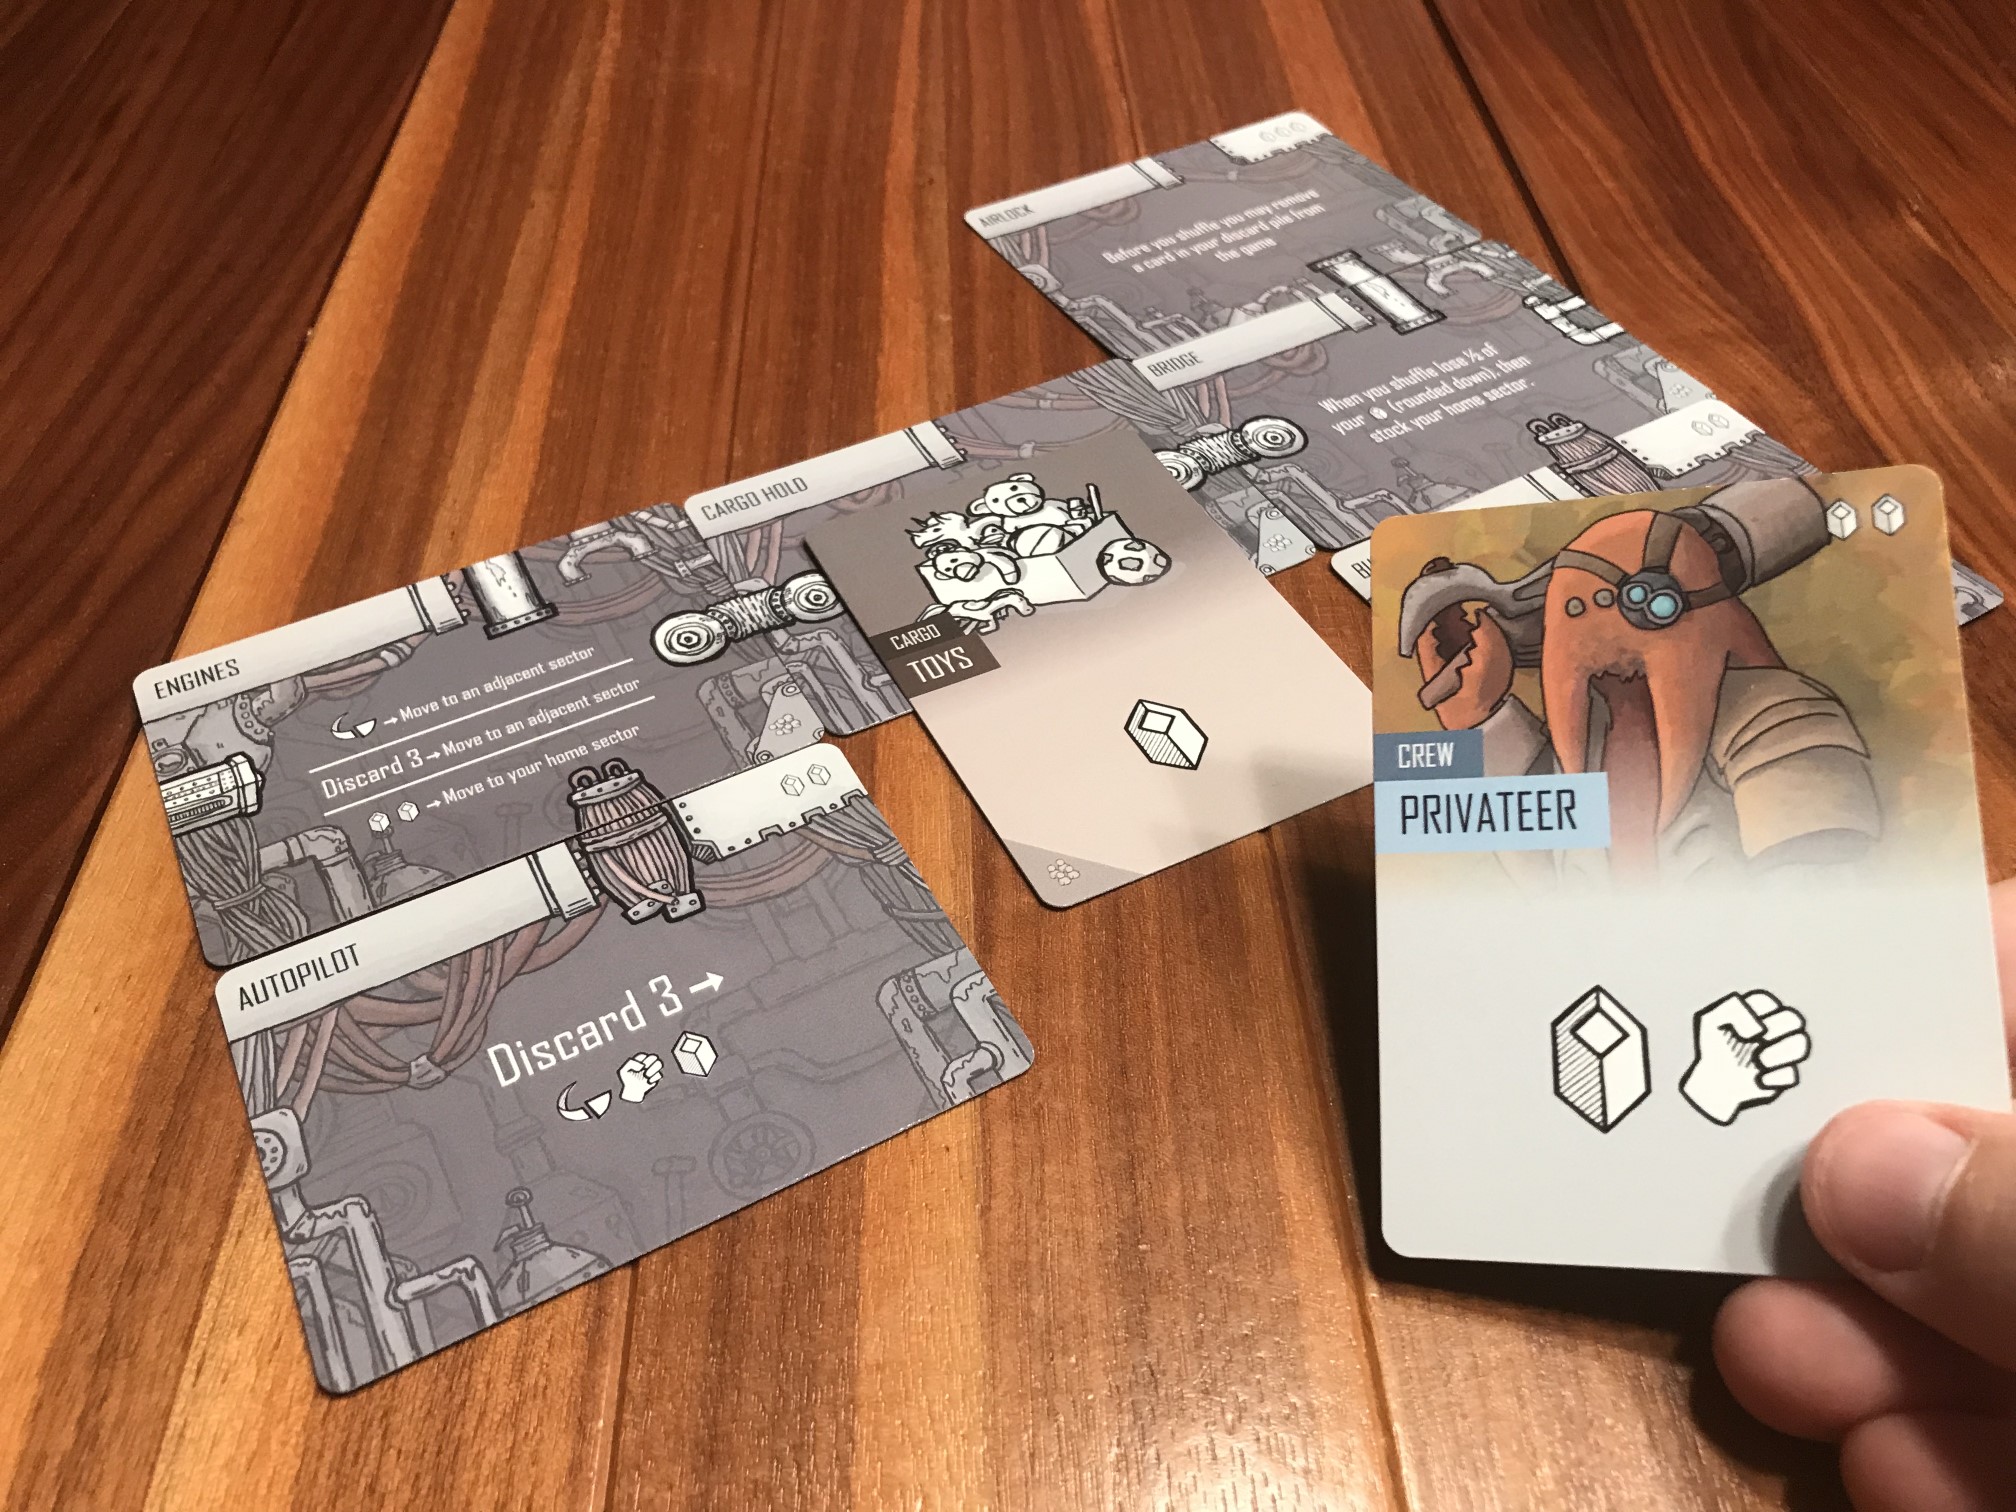 AIRLOCK
Before you shuffle you may remove
a card in your discard pile from
the game
BRIDGE
When you shuffle lose ½ of
your (rounded down), then
stock your home sector.
CARGO HOLD
CARGO
TOYS
ENGINES
→ Move to an adjacent sector
Discard 3 → Move to an adjacent sector
→ Move to your home sector
AUTOPILOT
Discard 3 →
CREW
PRIVATEER